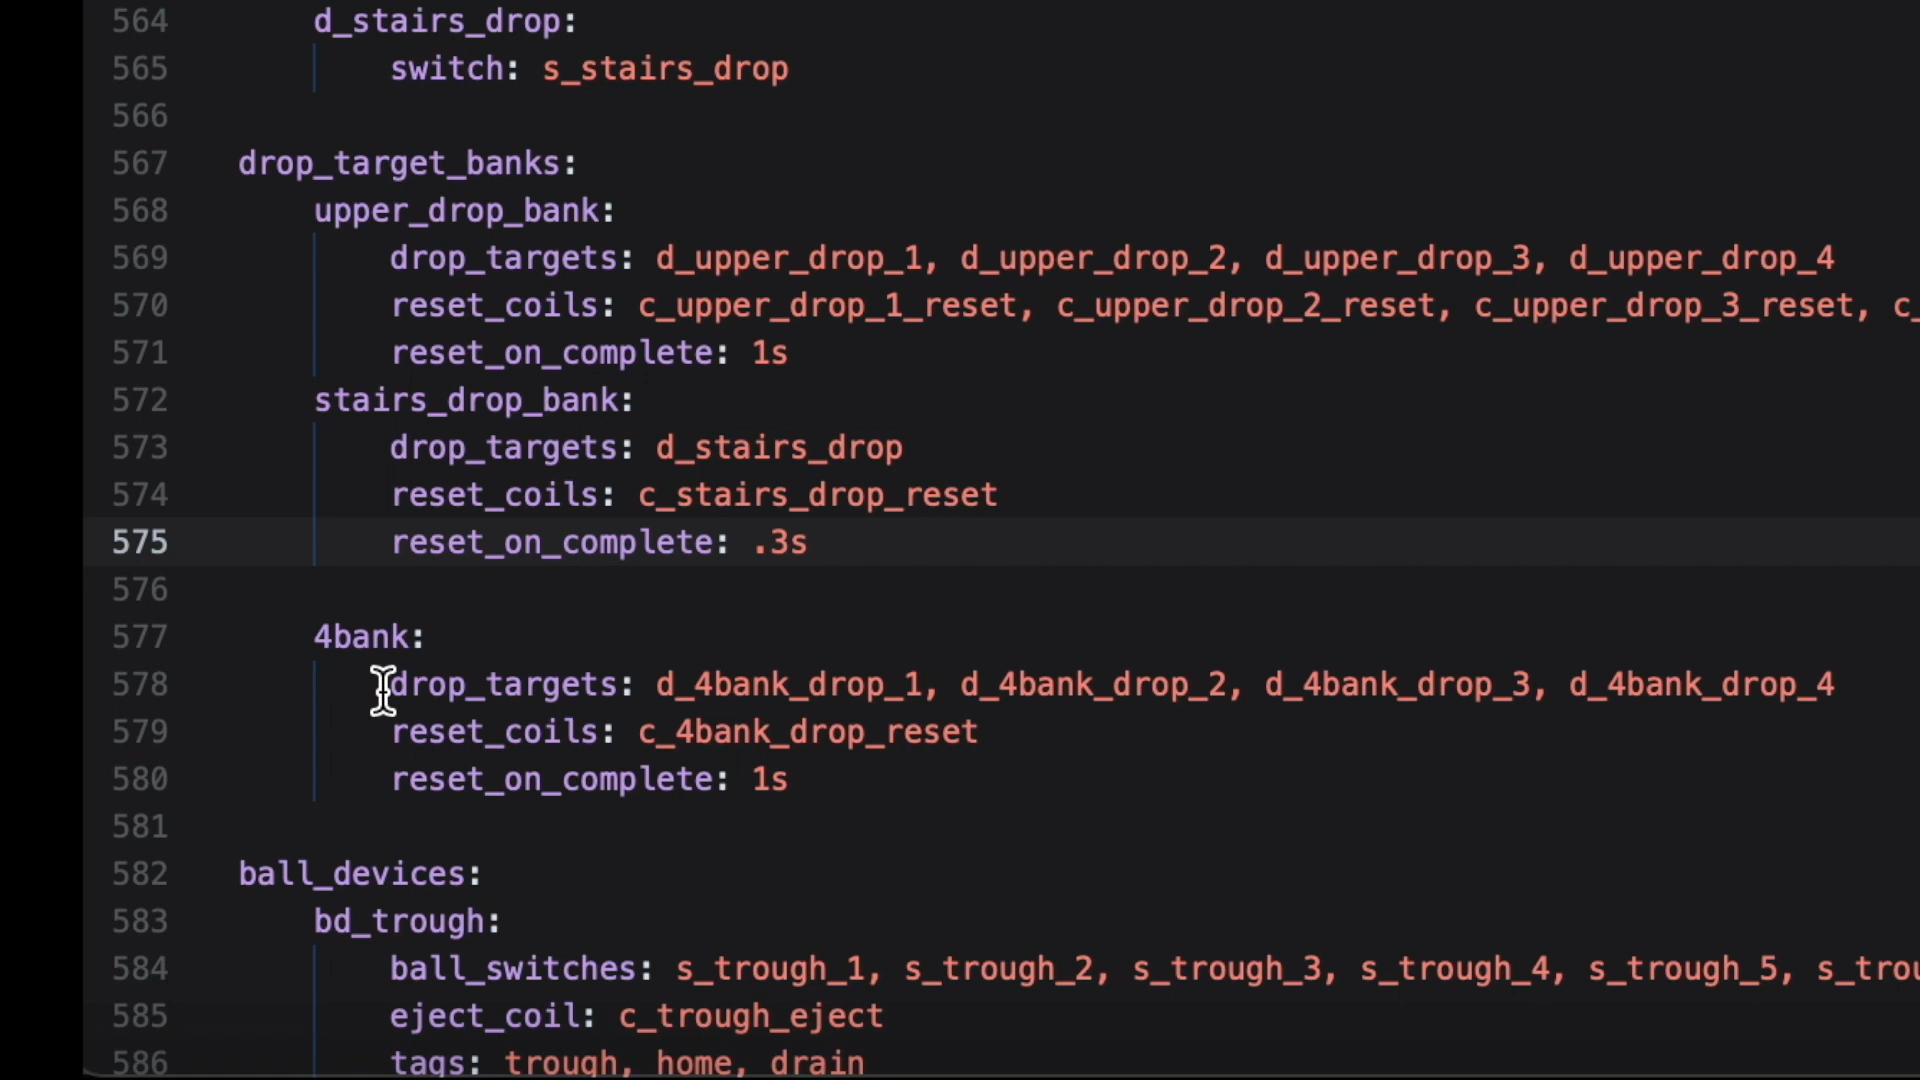 564 d_stairs_drop:
565 switch: s_stairs_drop
566
567 drop_target_banks:
568 upper_drop_bank:
569 drop_targets: d_upper_drop_1, d_upper_drop_2, d_upper_drop_3, d_upper_drop_4
570 reset_coils: c_upper_drop_1_reset, c_upper_drop_2_reset, c_upper_drop_3_reset, c_
571 reset_on_complete: 1s
572 stairs_drop_bank:
573 drop_targets: d_stairs_drop
574 reset_coils: c_stairs_drop_reset
575 reset_on_complete: .3s
576
577 4bank:
578 drop_targets: d_4bank_drop_1, d_4bank_drop_2, d_4bank_drop_3, d_4bank_drop_4
579 reset_coils: c_4bank_drop_reset
580 reset_on_complete: 1s
581
582 ball_devices:
583 bd_trough:
584 ball_switches: s_trough_1, s_trough_2, s_trough_3, s_trough_4, s_trough_5, s_trou
585 eject_coil: c_trough_eject
586 tags: trough, home, drain